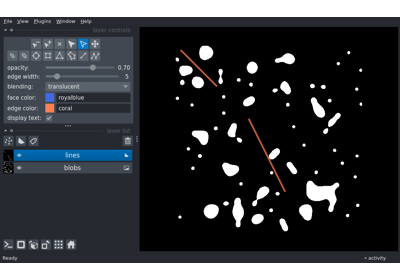 File View Plugins Window Help
layer controls
opacity: 0.70
edge width: 5
blending: translucent
face color: royalblue
edge color: coral
display text:
layer list
lines
blobs
Ready
activity